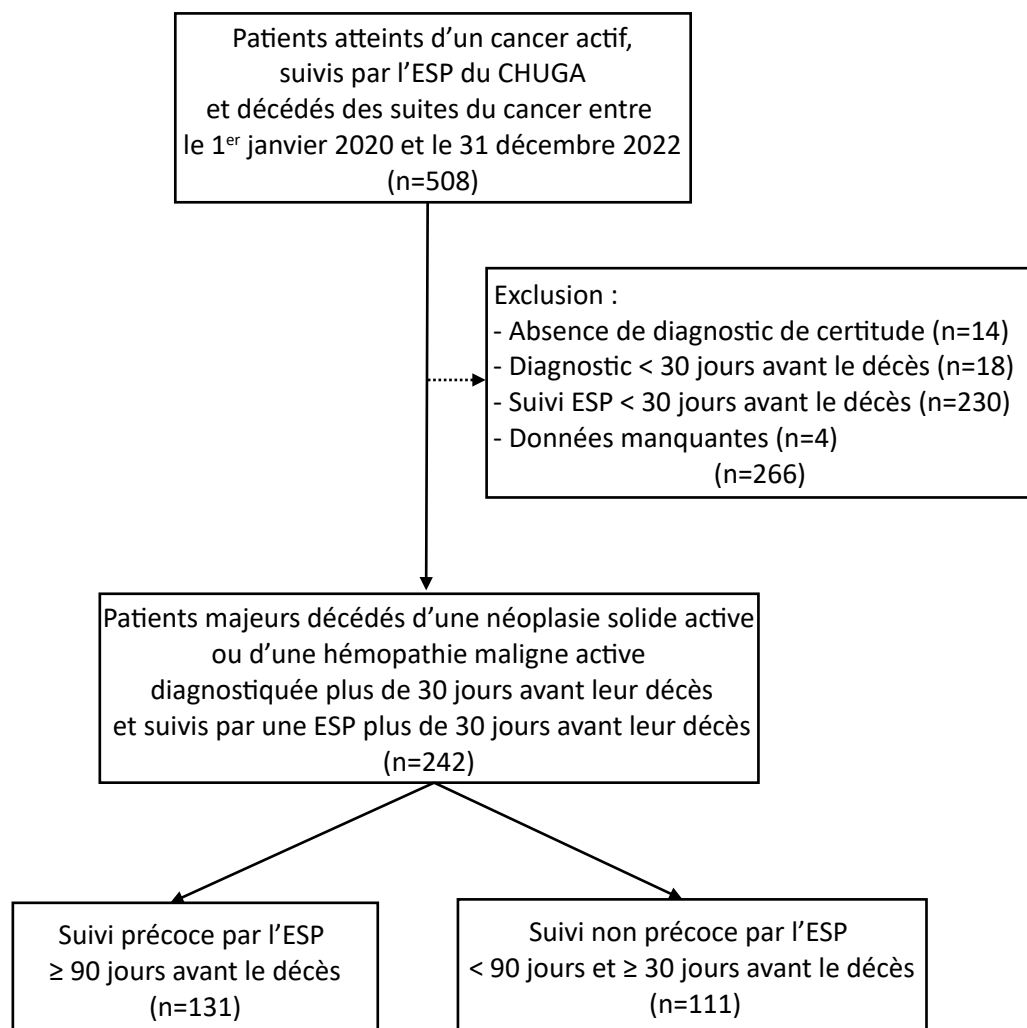 Patients atteints d’un cancer actif,
suivis par l’ESP du CHUGA
et décédés des suites du cancer entre
le 1er janvier 2020 et le 31 décembre 2022
(n=508)
Exclusion :
- Absence de diagnostic de certitude (n=14)
- Diagnostic < 30 jours avant le décès (n=18)
- Suivi ESP < 30 jours avant le décès (n=230)
- Données manquantes (n=4)
(n=266)
Patients majeurs décédés d’une néoplasie solide active
ou d’une hémopathie maligne active
diagnostiquée plus de 30 jours avant leur décès
et suivis par une ESP plus de 30 jours avant leur décès
(n=242)
Suivi précoce par l’ESP
≥ 90 jours avant le décès
(n=131)
Suivi non précoce par l’ESP
< 90 jours et ≥ 30 jours avant le décès
(n=111)